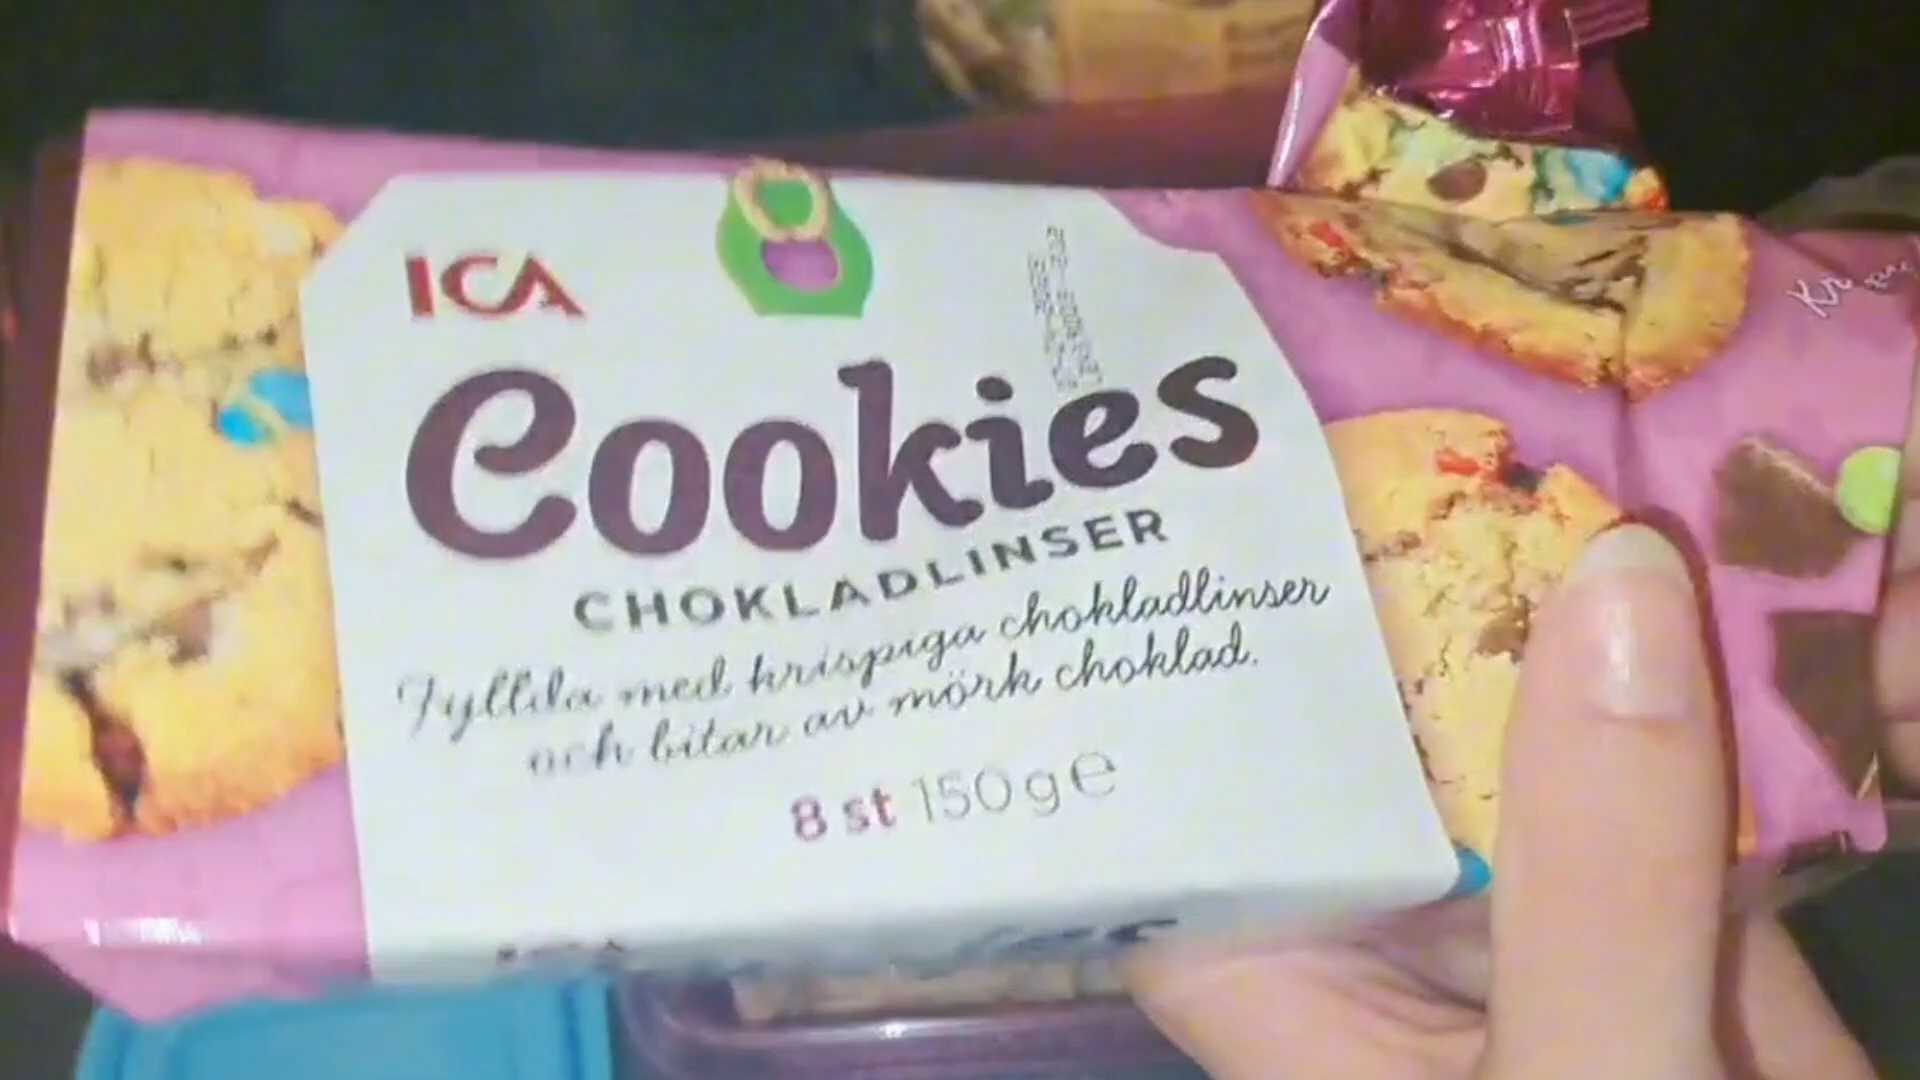 ICA
Cookies
CHOKLADLINSER
Fyllda med krispiga chokladlinser
och bitar av mörk choklad.
8 st 150 g ℮